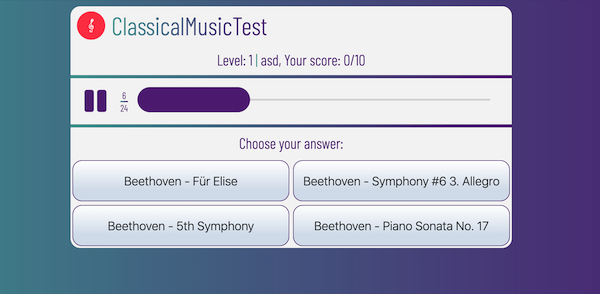 ClassicalMusicTest
Level: 1 | asd, Your score: 0/10
6
24
Choose your answer:
Beethoven - Für Elise
Beethoven - Symphony #6 3. Allegro
Beethoven - 5th Symphony
Beethoven - Piano Sonata No. 17